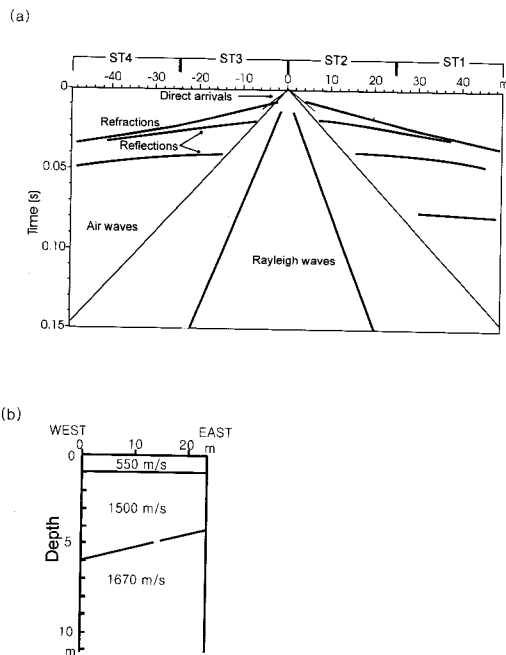 (a)
ST4 ST3 ST2 ST1
-40 -20 0 10 20 30 40 m
0
Direct arrivals
Refractions
Reflections
0.05
Time (s)
Air waves
0.10
Rayleigh waves
0.15
(b)
WEST EAST
0 10 20 m
0
550 m/s
1500 m/s
Depth
5
1670 m/s
10
m